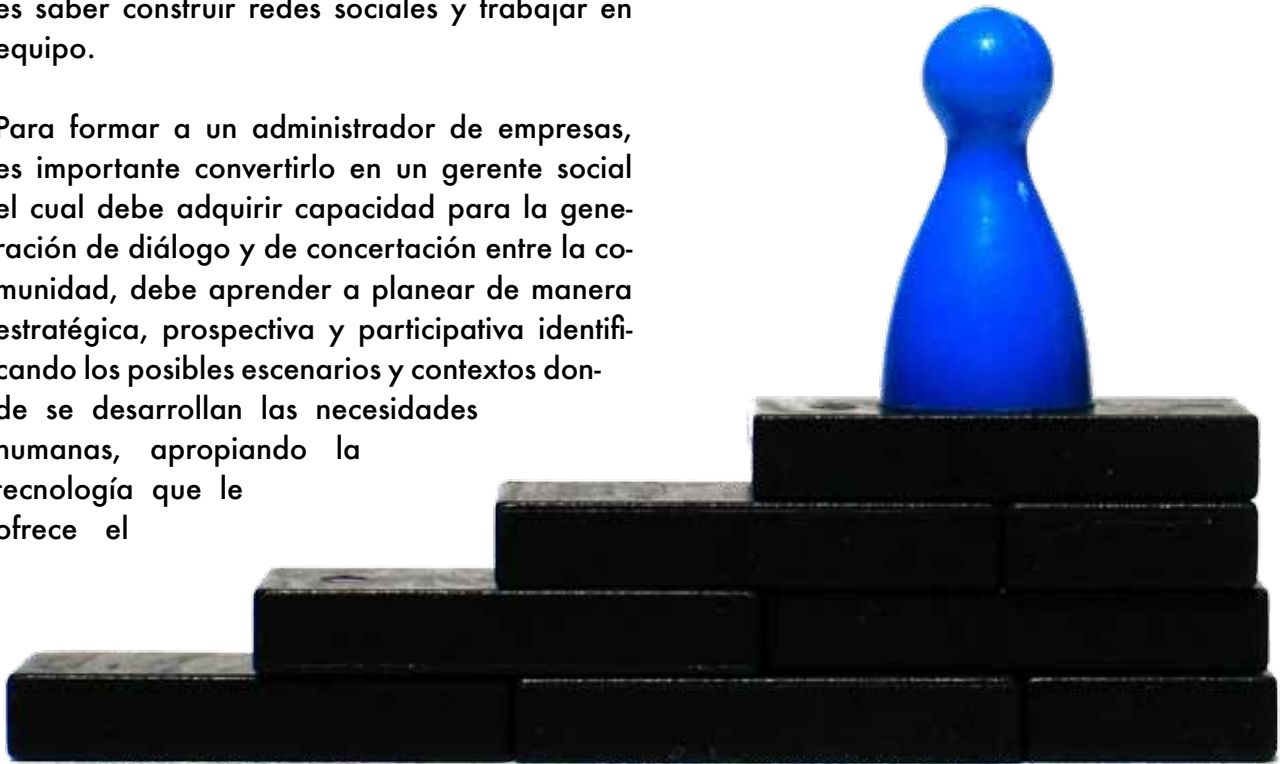 es saber construir redes sociales y trabajar en
equipo.
Para formar a un administrador de empresas,
es importante convertirlo en un gerente social
el cual debe adquirir capacidad para la gene-
ración de diálogo y de concertación entre la co-
munidad, debe aprender a planear de manera
estratégica, prospectiva y participativa identifi-
cando los posibles escenarios y contextos don-
de se desarrollan las necesidades
humanas, apropiando la
tecnología que le
ofrece el